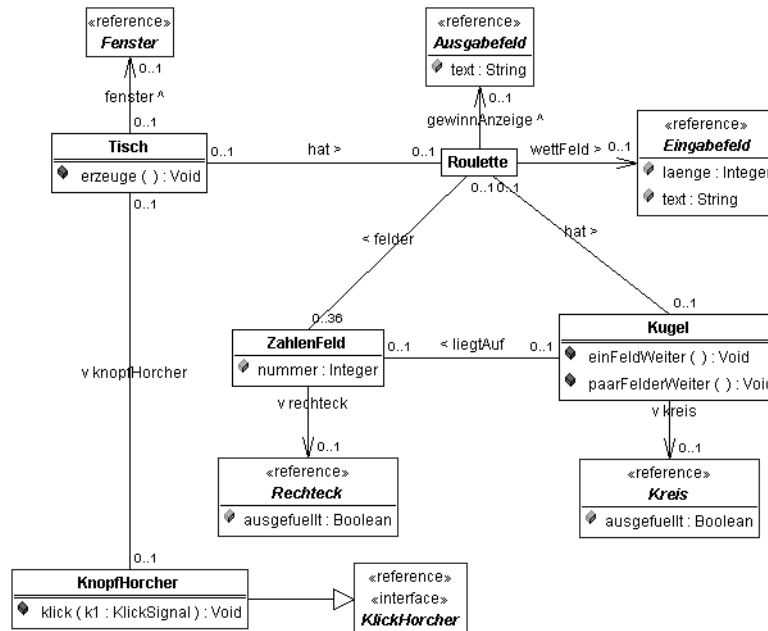 «reference»
Fenster
0..1
fenster ^
0..1
Tisch
erzeuge ( ) : Void
0..1
0..1
hat >
0..1
«reference»
Ausgabefeld
text : String
0..1
gewinnAnzeige ^
Roulette
wettFeld >
0..1
«reference»
Eingabefeld
laenge : Integer
text : String
0..1
0..1
< felder
hat >
0..36
0..1
ZahlenFeld
nummer : Integer
0..1
< liegtAuf
0..1
Kugel
einFeldWeiter ( ) : Void
paarFelderWeiter ( ) : Void
v knopfHorcher
v rechteck
0..1
«reference»
Rechteck
ausgefuellt : Boolean
v kreis
0..1
«reference»
Kreis
ausgefuellt : Boolean
0..1
KnopfHorcher
klick ( k1 : KlickSignal ) : Void
«reference»
«interface»
KlickHorcher